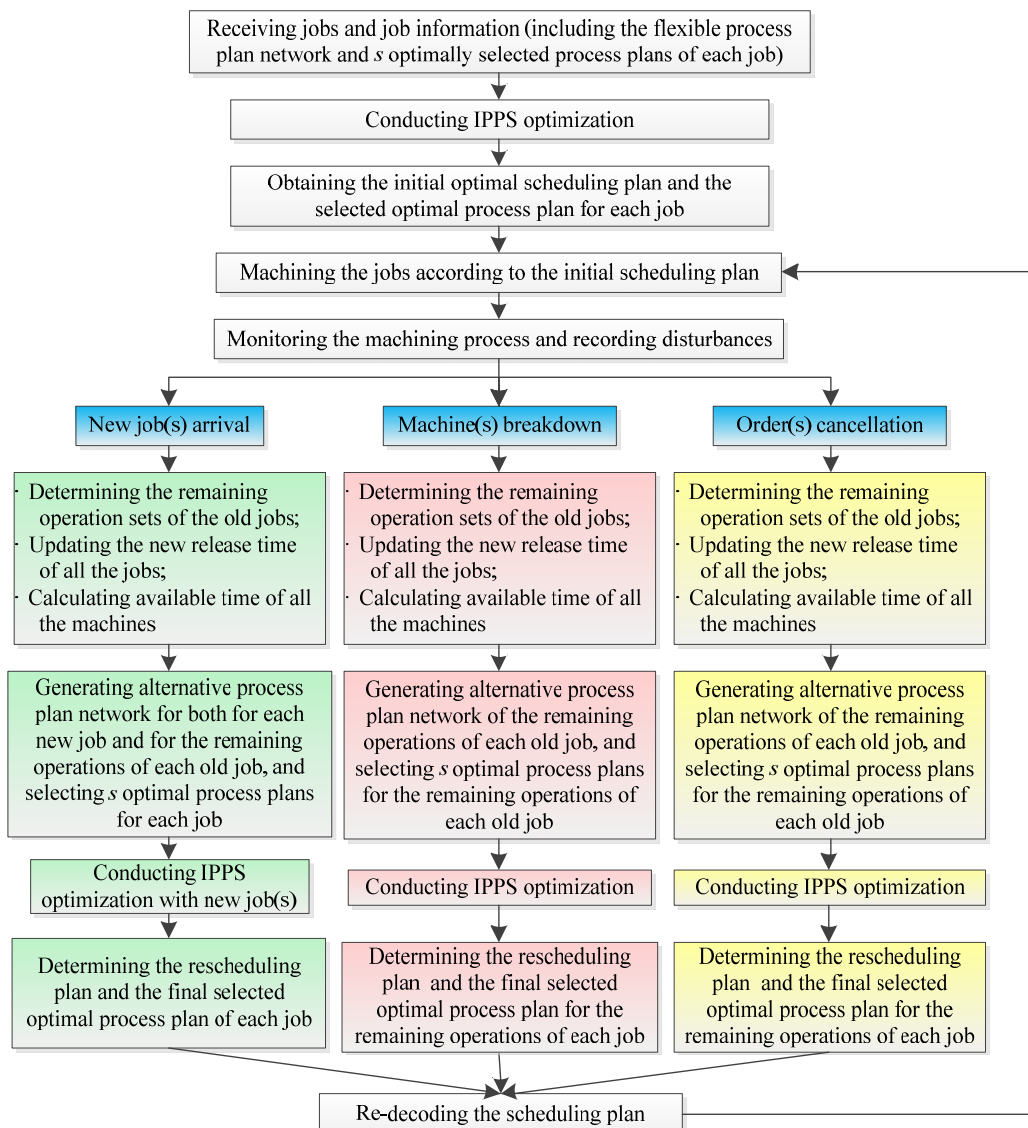 Receiving jobs and job information (including the flexible process
plan network and s optimally selected process plans of each job)
Conducting IPPS optimization
Obtaining the initial optimal scheduling plan and the
selected optimal process plan for each job
Machining the jobs according to the initial scheduling plan
Monitoring the machining process and recording disturbances
New job(s) arrival
Machine(s) breakdown
Order(s) cancellation
· Determining the remaining
operation sets of the old jobs;
· Updating the new release time
of all the jobs;
· Calculating available time of all
the machines
· Determining the remaining
operation sets of the old jobs;
· Updating the new release time
of all the jobs;
· Calculating available time of all
the machines
· Determining the remaining
operation sets of the old jobs;
· Updating the new release time
of all the jobs;
· Calculating available time of all
the machines
Generating alternative process
plan network for both for each
new job and for the remaining
operations of each old job, and
selecting s optimal process plans
for each job
Generating alternative process
plan network of the remaining
operations of each old job, and
selecting s optimal process plans
for the remaining operations of
each old job
Generating alternative process
plan network of the remaining
operations of each old job, and
selecting s optimal process plans
for the remaining operations of
each old job
Conducting IPPS
optimization with new job(s)
Conducting IPPS optimization
Conducting IPPS optimization
Determining the rescheduling
plan and the final selected
optimal process plan of each job
Determining the rescheduling
plan and the final selected
optimal process plan for the
remaining operations of each job
Determining the rescheduling
plan and the final selected
optimal process plan for the
remaining operations of each job
Re-decoding the scheduling plan